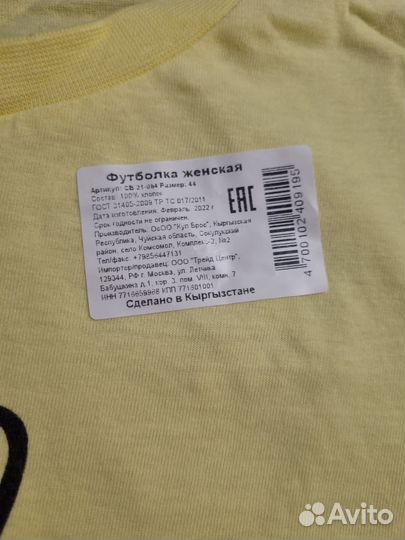 Футболка женская
Артикул: СВ 21-094 Размер: 44
Состав: 100% хлопок
ГОСТ 31405-2009 ТР ТС 017/2011
Дата изготовления: Февраль, 2022 г
Срок годности не ограничен.
Производитель: ОсОО "Кул Брос", Кыргызская
Республика, Чуйская область, Сокулукский
район, село Комсомол, Комплекс-2, №2
Тел/факс: +79856447131
Импортер/продавец: ООО "Трейд Центр",
129344, РФ г. Москва, ул. Летчика
Бабушкина д.1, кор. 3, пом. VIII, комн. 7
ИНН 7716659968 КПП 771601001
Сделано в Кыргызстане
EAC
4 700102 409195
Avito